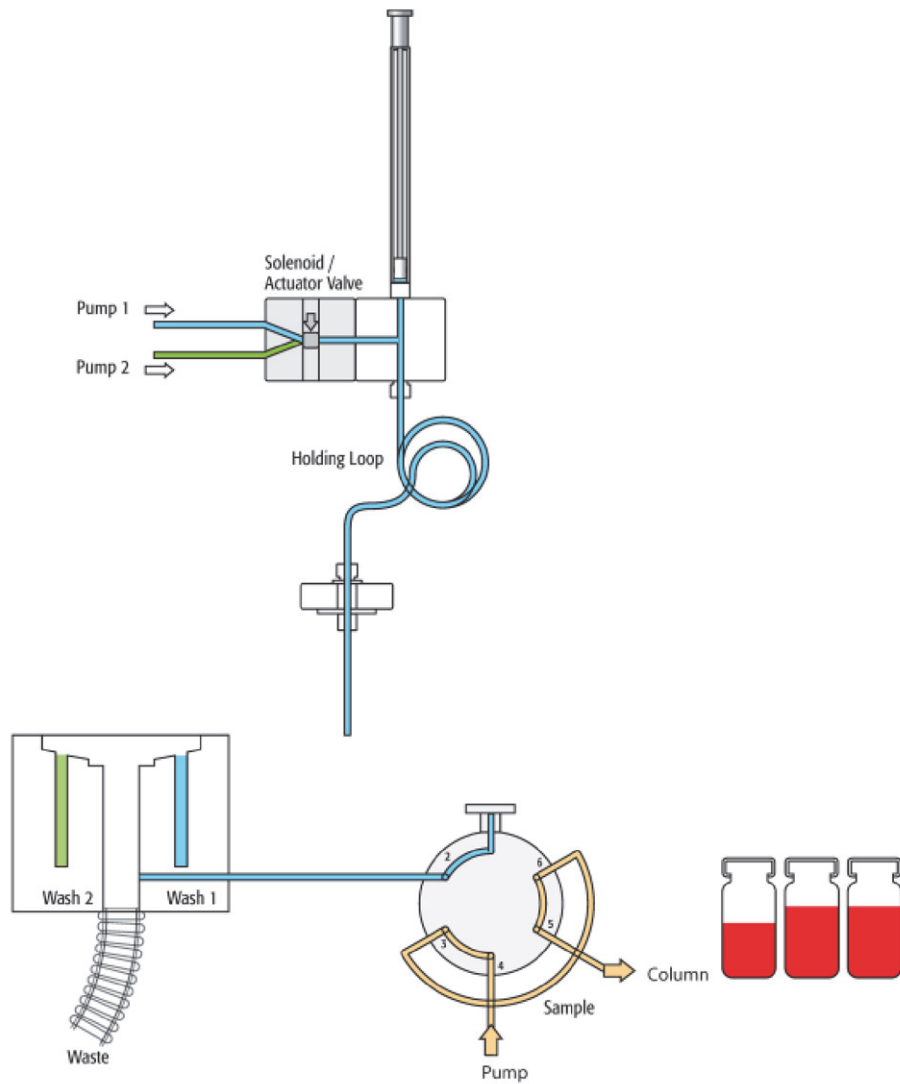 Solenoid /
Actuator Valve
Pump 1
Pump 2
Holding Loop
Wash 2
Wash 1
2
6
3
5
4
Column
Sample
Waste
Pump